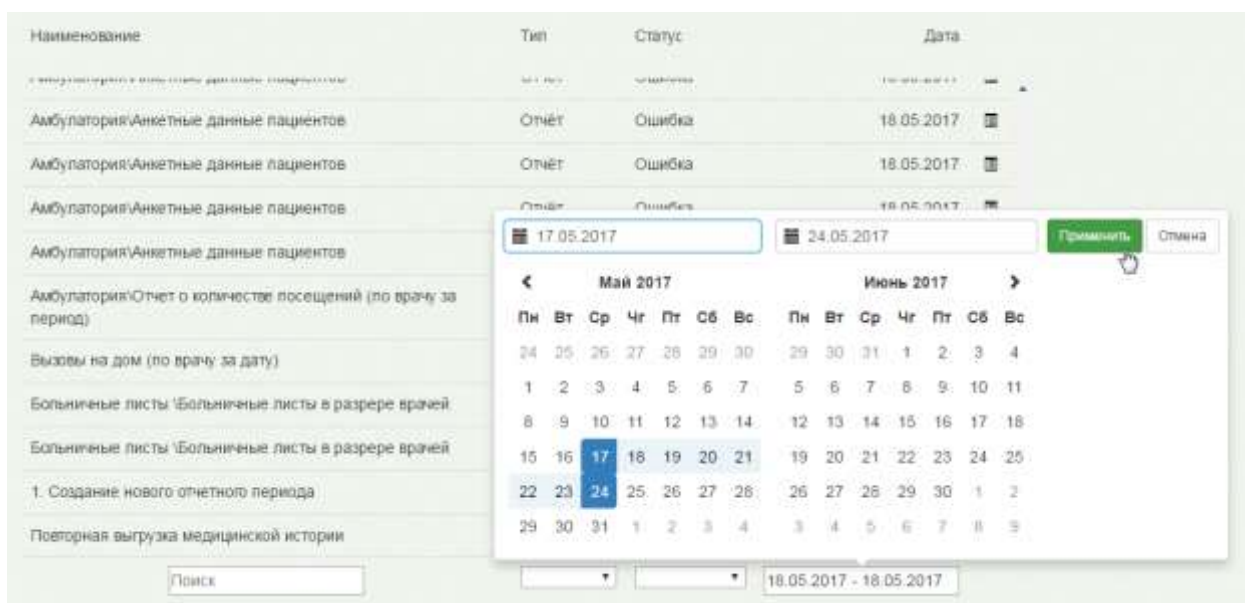 Наименование Тип Статус Дата
Амбулатория\Анкетные данные пациентов Отчёт Ошибка 18.05.2017
Амбулатория\Анкетные данные пациентов Отчёт Ошибка 18.05.2017
Амбулатория\Анкетные данные пациентов Отчёт Ошибка 18.05.2017
17.05.2017 24.05.2017 Применить Отмена
Амбулатория\Анкетные данные пациентов
Май 2017 Июнь 2017
Амбулатория\Отчет о количестве посещений (по врачу за
период)
Пн Вт Ср Чт Пт Сб Вс Пн Вт Ср Чт Пт Сб Вс
24 25 26 27 28 29 30 29 30 31 1 2 3 4
Вызовы на дом (по врачу за дату)
1 2 3 4 5 6 7 5 6 7 8 9 10 11
Больничные листы \Больничные листы в разрере врачей
8 9 10 11 12 13 14 12 13 14 15 16 17 18
Больничные листы \Больничные листы в разрере врачей
15 16 17 18 19 20 21 19 20 21 22 23 24 25
1. Создание нового отчетного периода
22 23 24 25 26 27 28 26 27 28 29 30 1 2
29 30 31 1 2 3 4 3 4 5 6 7 8 9
Повторная выгрузка медицинской истории
Поиск 18.05.2017 - 18.05.2017